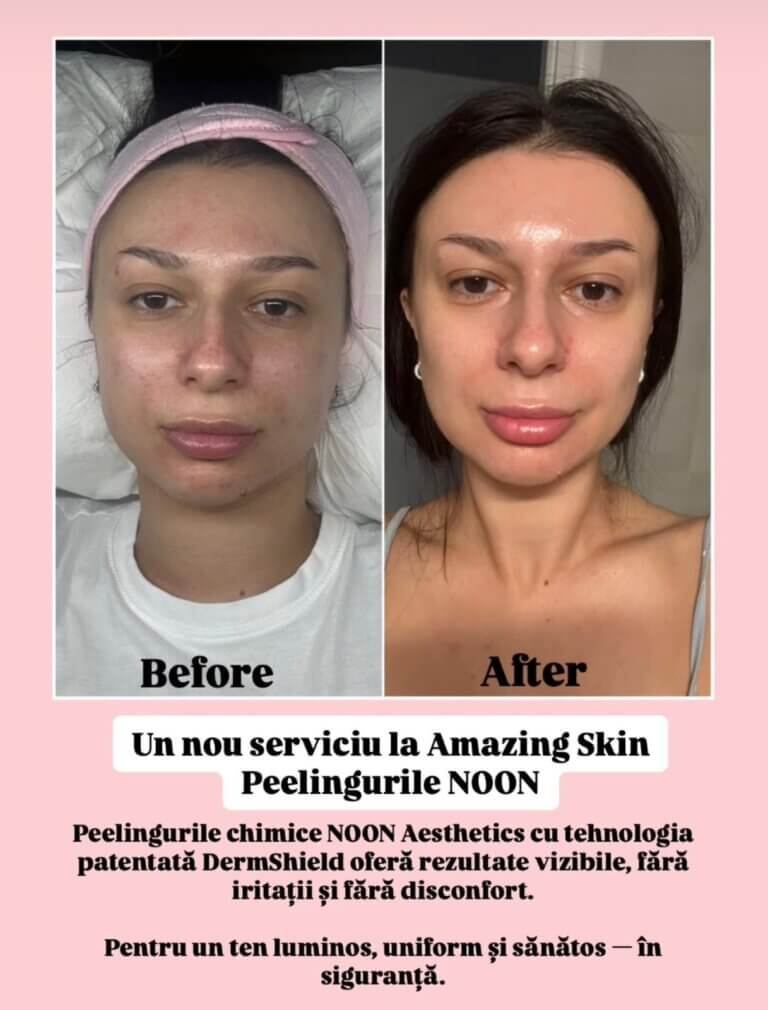 Before
After
Un nou serviciu la Amazing Skin
Peelingurile NOON
Peelingurile chimice NOON Aesthetics cu tehnologia
patentată DermShield oferă rezultate vizibile, fără
iritații și fără disconfort.
Pentru un ten luminos, uniform și sănătos — în
siguranță.